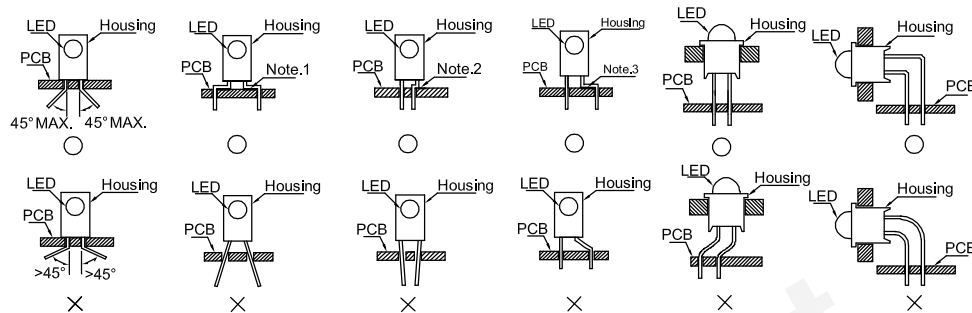 LED Housing
PCB
45°MAX. 45°MAX.
LED Housing
PCB Note.1
LED Housing
PCB Note.2
LED Housing
PCB Note.3
LED
Housing
PCB
Housing
LED
PCB
LED Housing
PCB
>45° >45°
LED Housing
PCB
LED Housing
PCB
LED Housing
PCB
LED
Housing
PCB
Housing
LED
PCB